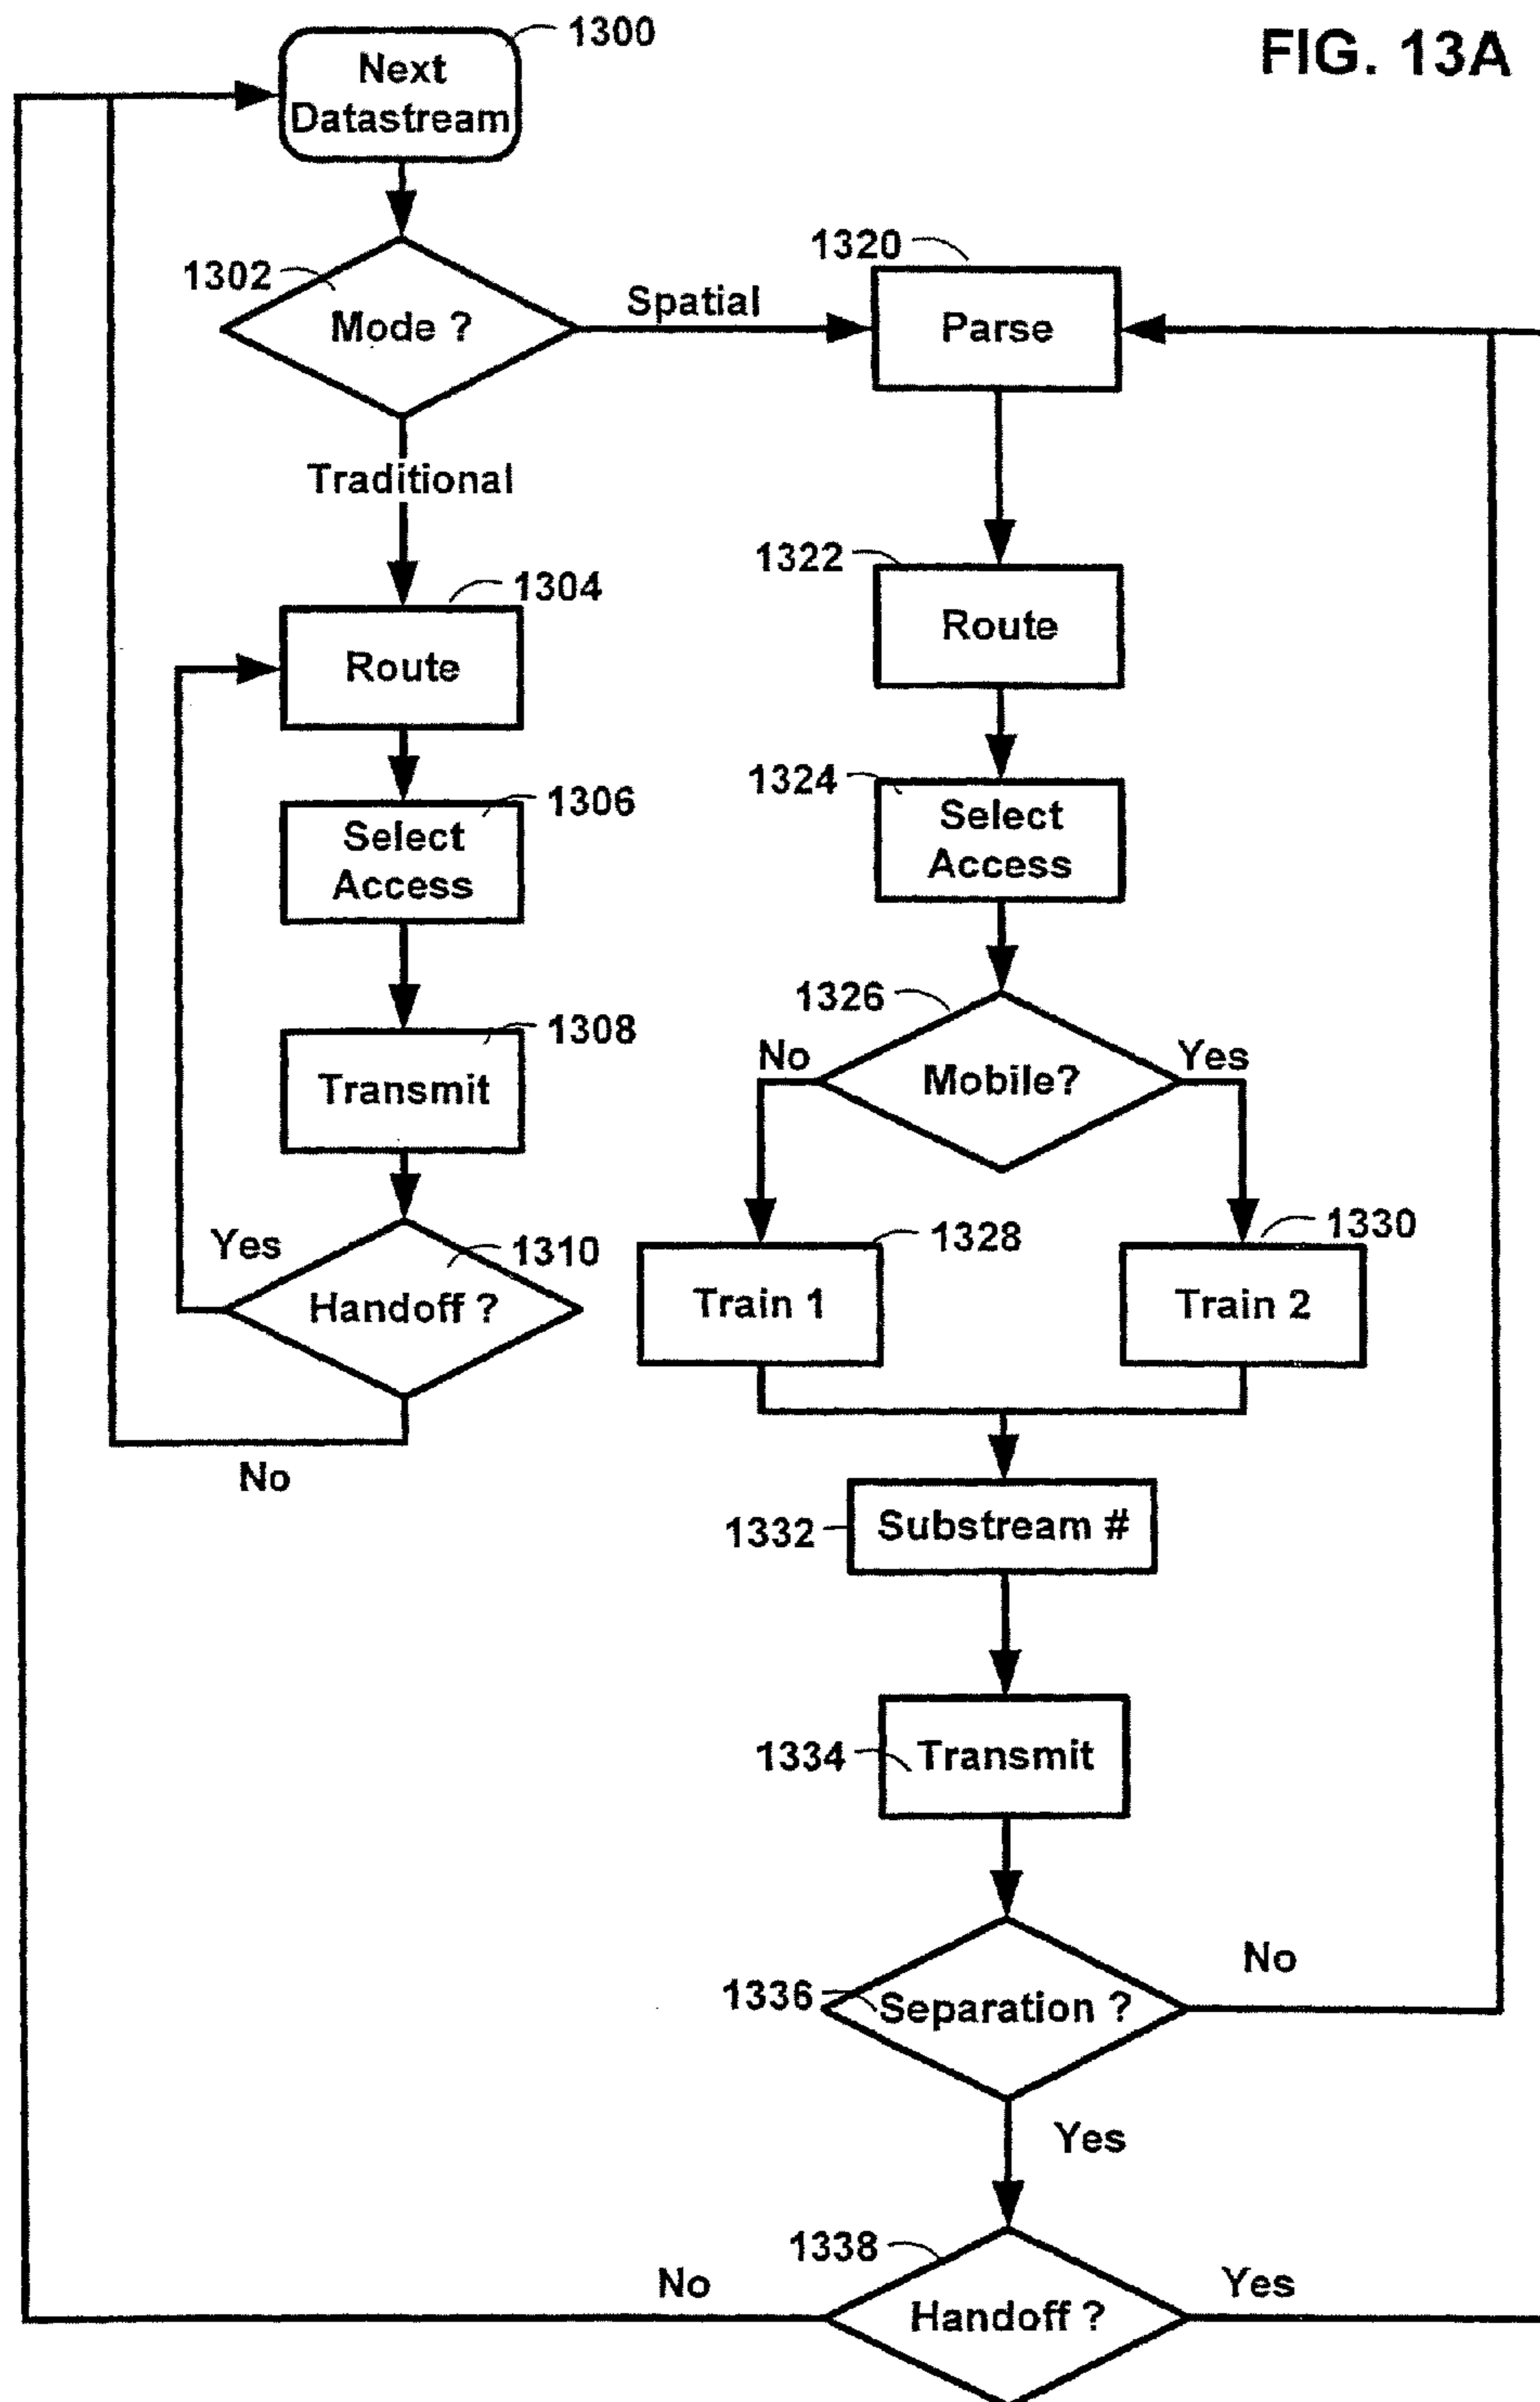 FIG. 13A
1300
Next
Datastream
1302
Mode ?
Spatial
Traditional
1304
Route
1306
Select
Access
1308
Transmit
1310
Handoff ?
Yes
No
1320
Parse
1322
Route
1324
Select
Access
1326
Mobile?
No
Yes
1328
Train 1
1330
Train 2
1332
Substream #
1334
Transmit
1336
Separation ?
No
Yes
1338
Handoff ?
No
Yes